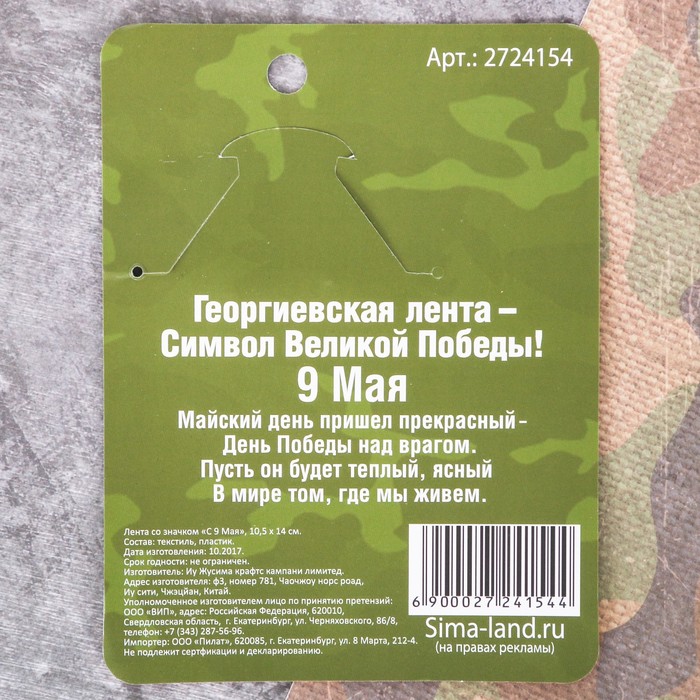 Арт.: 2724154
Георгиевская лента –
Символ Великой Победы!
9 Мая
Майский день пришел прекрасный -
День Победы над врагом.
Пусть он будет теплый, ясный
В мире том, где мы живем.
Лента со значком «С 9 Мая», 10,5 х 14 см.
Состав: текстиль, пластик.
Дата изготовления: 10.2017.
Срок годности: не ограничен.
Изготовитель: Иу Жусима крафтс кампани лимитед.
Адрес изготовителя: ф3, номер 781, Чаочжоу норс роад,
Иу сити, Чжэцйан, Китай.
Уполномоченное изготовителем лицо по принятию претензий:
ООО «ВИП», адрес: Российская Федерация, 620010,
Свердловская область, г. Екатеринбург, ул. Черняховского, 86/8,
телефон: +7 (343) 287-56-96.
Импортер: ООО «Пилат», 620085, г. Екатеринбург, ул. 8 Марта, 212-4.
Не подлежит сертфикации и декларированию.
6 900027 241544
Sima-land.ru
(на правах рекламы)